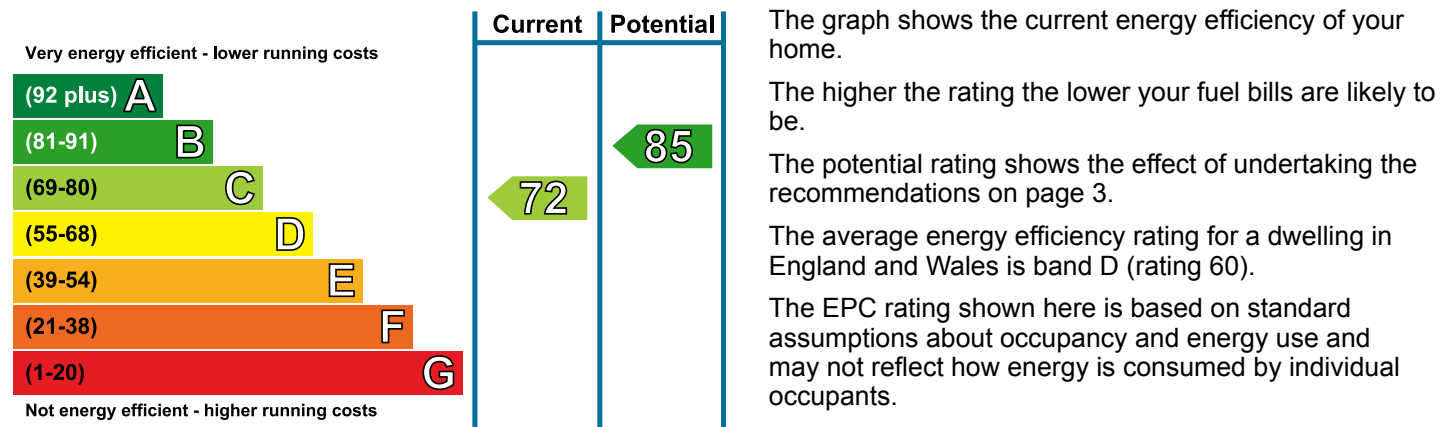 Current Potential
Very energy efficient - lower running costs
(92 plus) A
(81-91) B
85
(69-80) C
72
(55-68) D
(39-54) E
(21-38) F
(1-20) G
Not energy efficient - higher running costs
The graph shows the current energy efficiency of your
home.
The higher the rating the lower your fuel bills are likely to
be.
The potential rating shows the effect of undertaking the
recommendations on page 3.
The average energy efficiency rating for a dwelling in
England and Wales is band D (rating 60).
The EPC rating shown here is based on standard
assumptions about occupancy and energy use and
may not reflect how energy is consumed by individual
occupants.